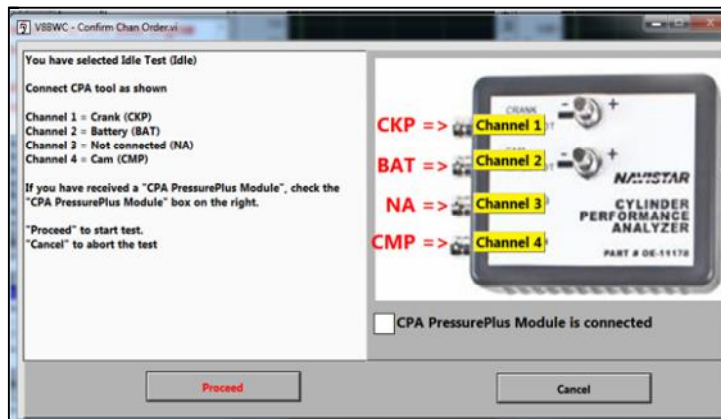 V88WC - Confirm Chan Order.vi
You have selected Idle Test (Idle)
Connect CPA tool as shown
Channel 1 = Crank (CKP)
Channel 2 = Battery (BAT)
Channel 3 = Not connected (NA)
Channel 4 = Cam (CMP)
If you have received a "CPA PressurePlus Module", check the
"CPA PressurePlus Module" box on the right.
"Proceed" to start test.
"Cancel" to abort the test
Proceed
CRANK
- +
CKP => Channel 1
BAT => Channel 2
- +
NAVISTAR
NA => Channel 3
CMP => Channel 4
CYLINDER
PERFORMANCE
ANALYZER
PART # OE-11178
CPA PressurePlus Module is connected
Cancel